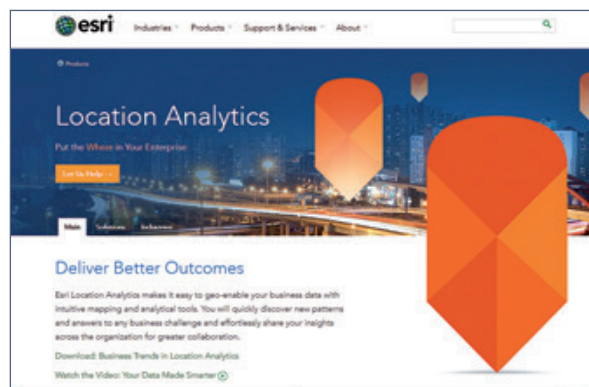 esri Industries Products Support & Services About
Products
Location Analytics
Put the Where in Your Enterprise
Let Us Help
Main Solutions Industries
Deliver Better Outcomes
Esri Location Analytics makes it easy to geo-enable your business data with
intuitive mapping and analytical tools. You will quickly discover new patterns
and answers to any business challenge and effortlessly share your insights
across the organization for greater collaboration.
Download: Business Trends in Location Analytics
Watch the Video: Your Data Made Smarter